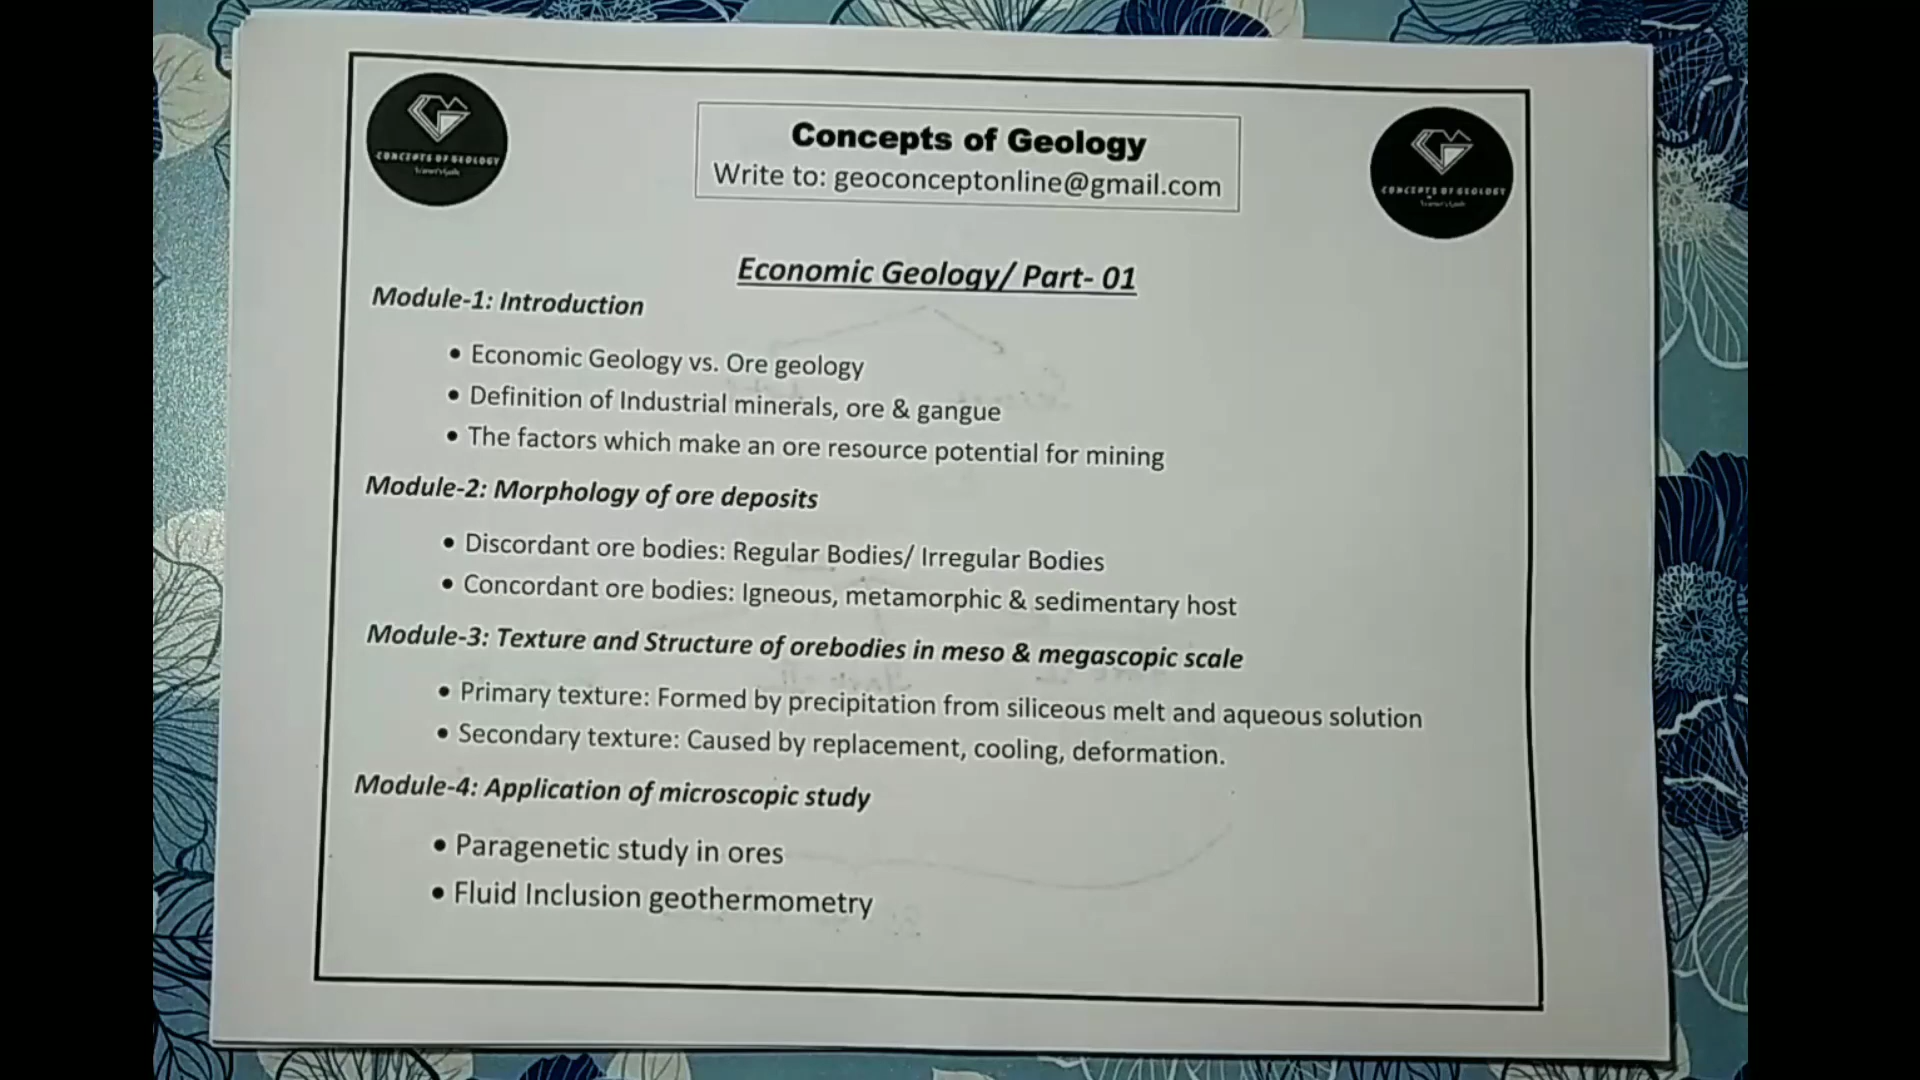 CONCEPTS OF GEOLOGY
Concepts of Geology
Write to: geoconceptonline@gmail.com
CONCEPTS OF GEOLOGY
Economic Geology/ Part- 01
Module-1: Introduction
• Economic Geology vs. Ore geology
• Definition of Industrial minerals, ore & gangue
• The factors which make an ore resource potential for mining
Module-2: Morphology of ore deposits
• Discordant ore bodies: Regular Bodies/ Irregular Bodies
• Concordant ore bodies: Igneous, metamorphic & sedimentary host
Module-3: Texture and Structure of orebodies in meso & megascopic scale
• Primary texture: Formed by precipitation from siliceous melt and aqueous solution
• Secondary texture: Caused by replacement, cooling, deformation.
Module-4: Application of microscopic study
• Paragenetic study in ores
• Fluid Inclusion geothermometry